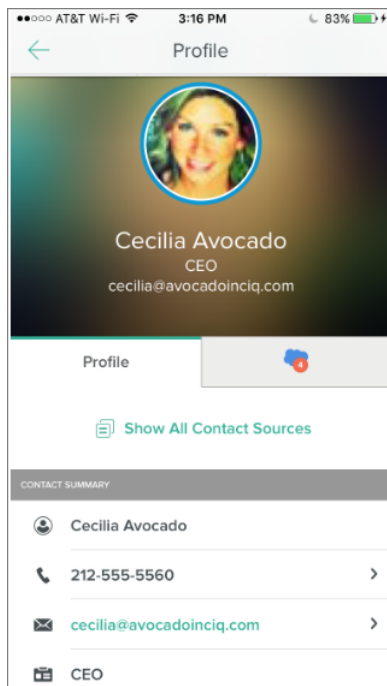 AT&T Wi-Fi 3:16 PM 83%
Profile
Cecilia Avocado
CEO
cecilia@avocadoinciq.com
Profile 4
Show All Contact Sources
CONTACT SUMMARY
Cecilia Avocado
212-555-5560
cecilia@avocadoinciq.com
CEO